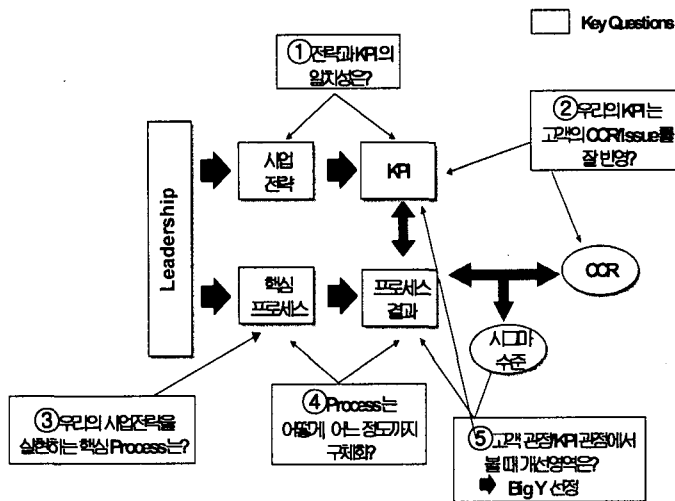 Key Questions
①전략과 KPI의
일치성은?
②우리의 KPI는
고객의 CCR/Issue를
잘 반영?
사업
전략
KPI
Leadership
CCR
핵심
프로세스
프로세스
결과
시그마
수준
③우리의 사업전략을
실현하는 핵심 Process는?
④Process는
어떻게, 어느 정도까지
구체화?
⑤고객 관점/KPI 관점에서
볼 때 개선영역은?
Big Y 선정